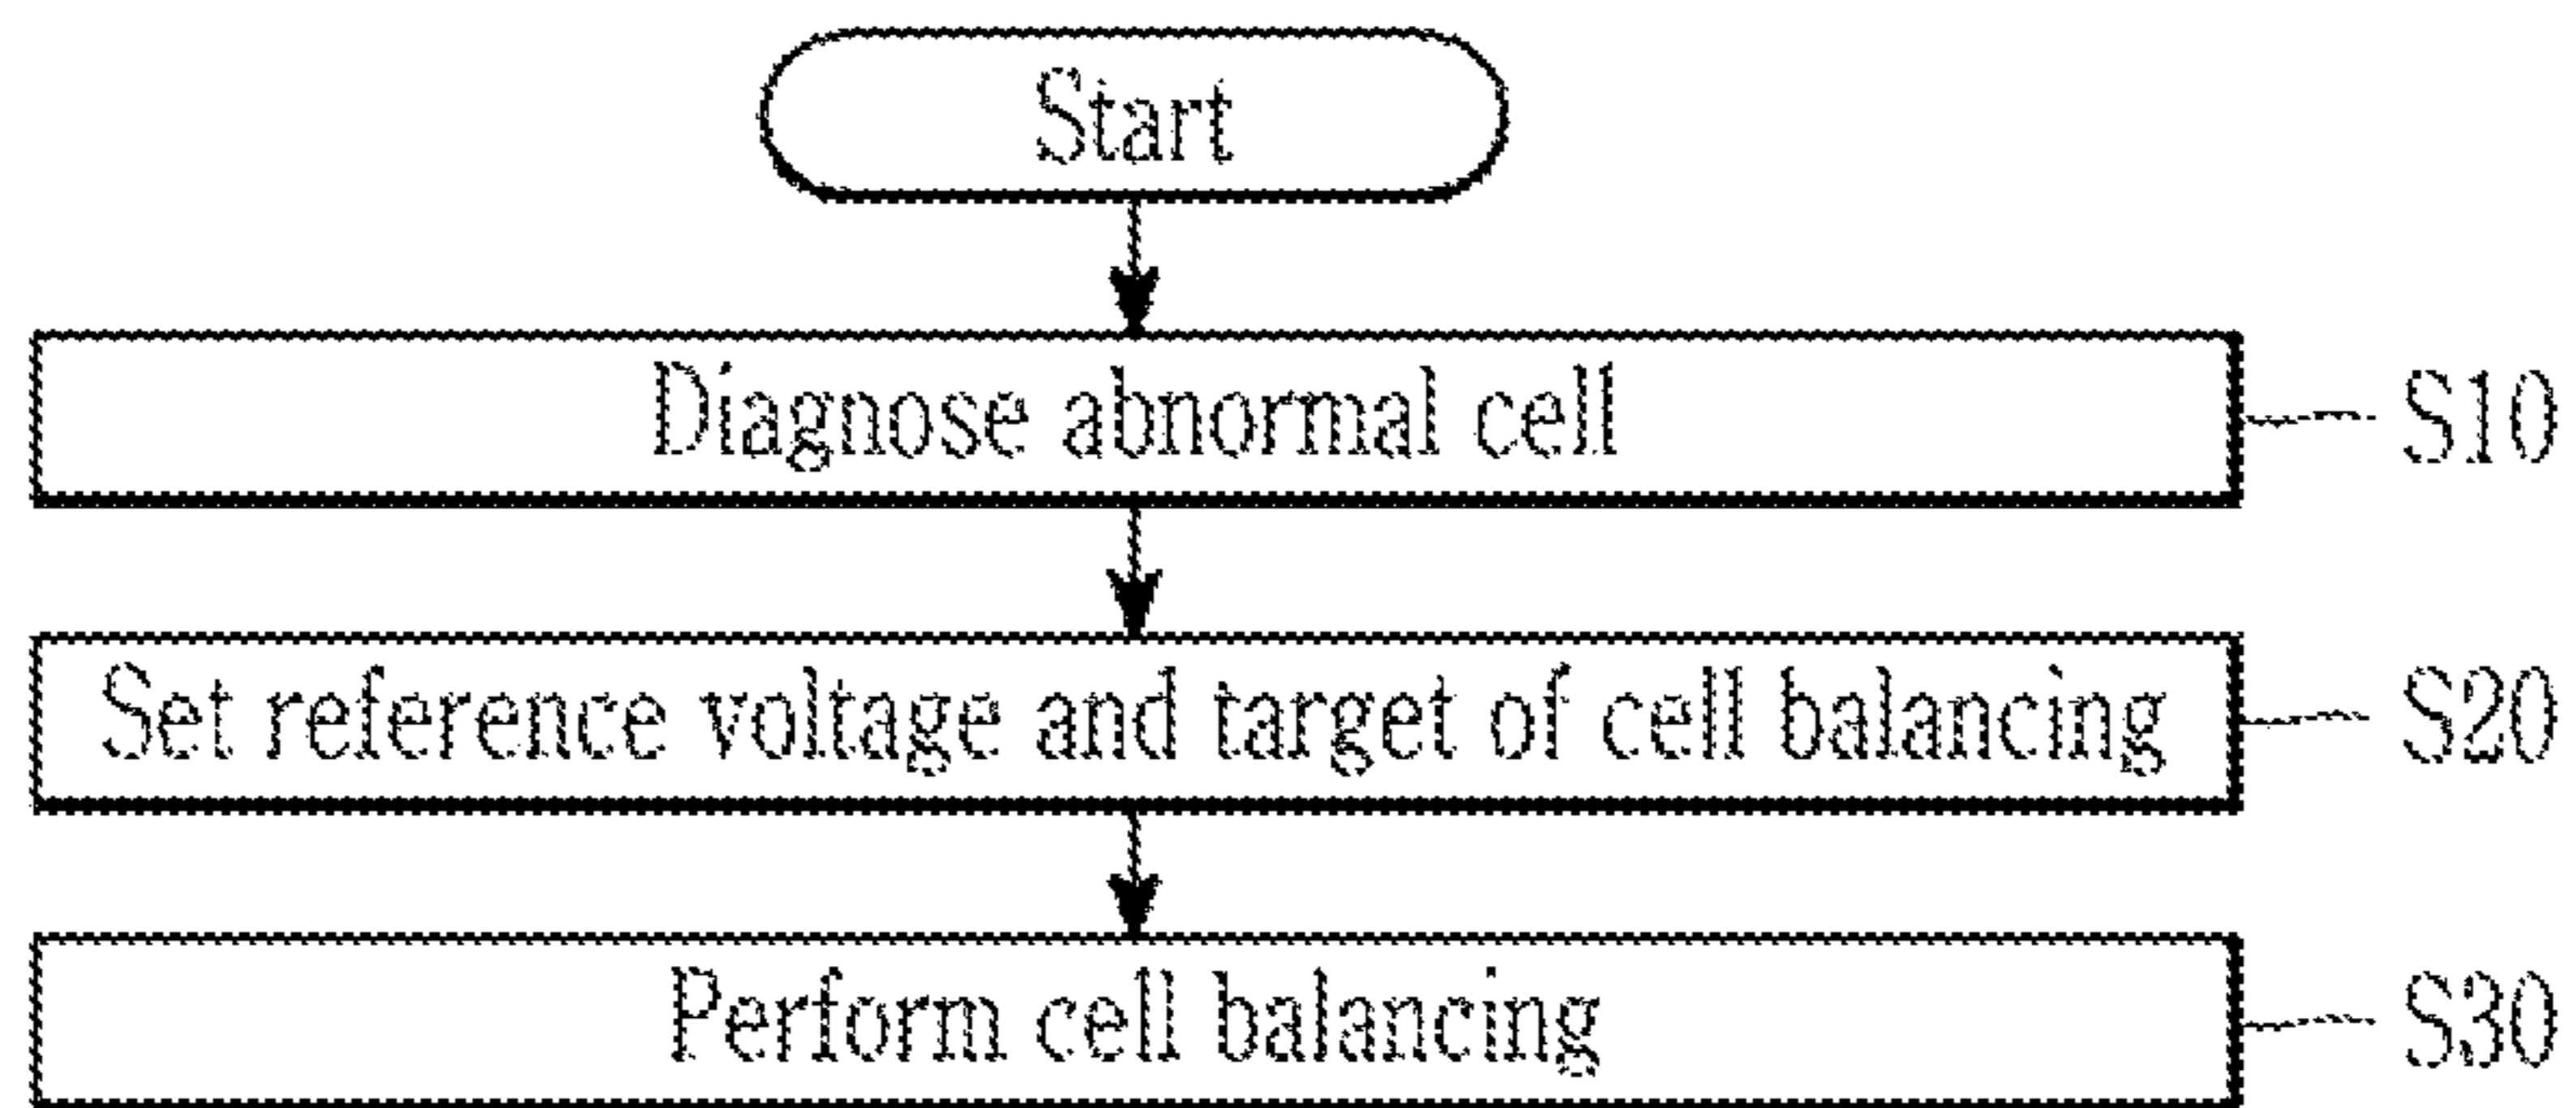 Start
Diagnose abnormal cell S10
Set reference voltage and target of cell balancing S20
Perform cell balancing S30